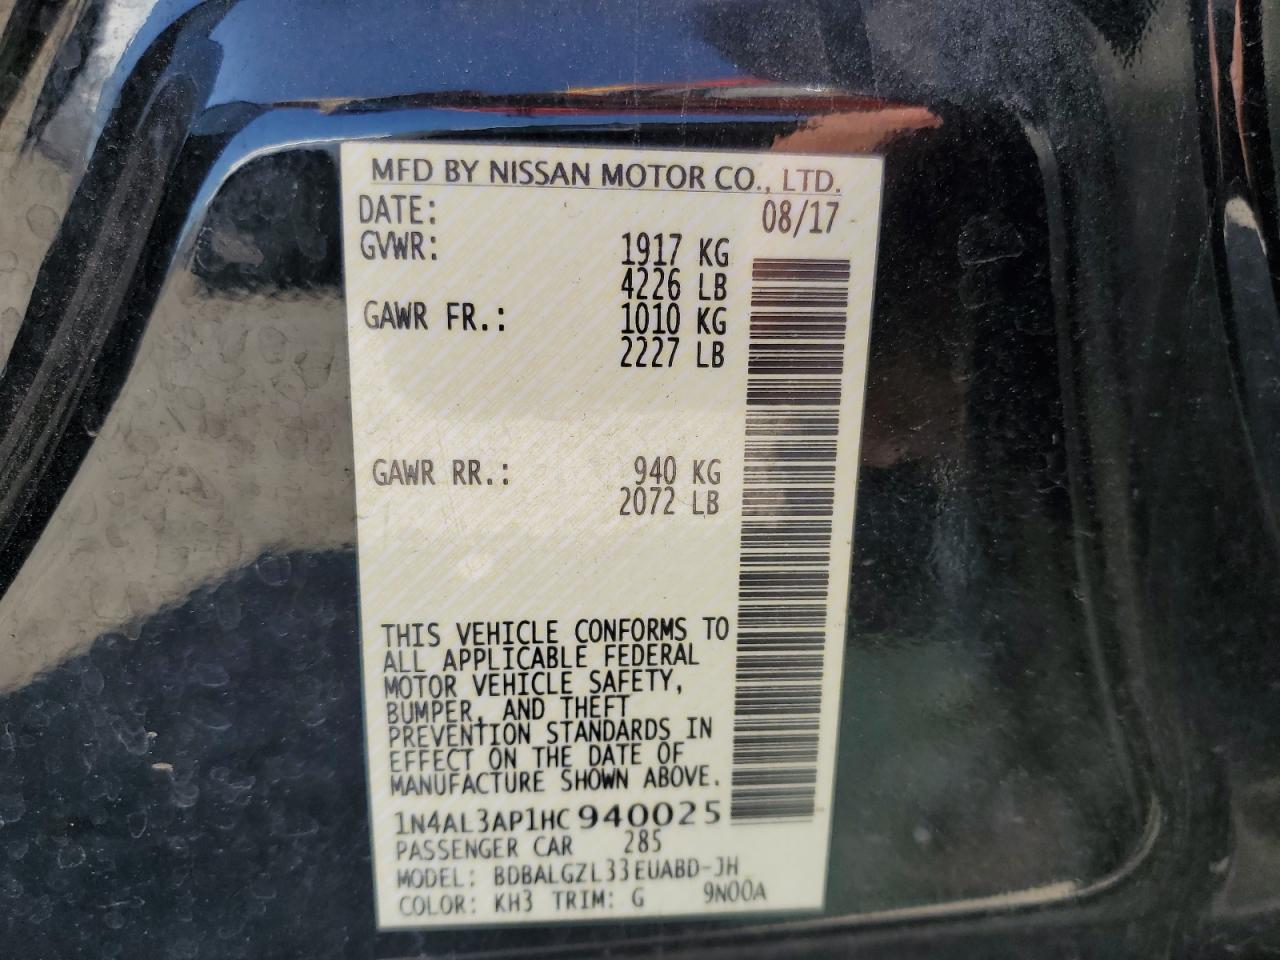 MFD BY NISSAN MOTOR CO., LTD.
DATE: 08/17
GVWR: 1917 KG
4226 LB
GAWR FR.: 1010 KG
2227 LB
GAWR RR.: 940 KG
2072 LB
THIS VEHICLE CONFORMS TO
ALL APPLICABLE FEDERAL
MOTOR VEHICLE SAFETY,
BUMPER, AND THEFT
PREVENTION STANDARDS IN
EFFECT ON THE DATE OF
MANUFACTURE SHOWN ABOVE.
1N4AL3AP1HC940025
PASSENGER CAR 285
MODEL: BDBALGZL33EUABD-JH
COLOR: KH3 TRIM: G 9N00A